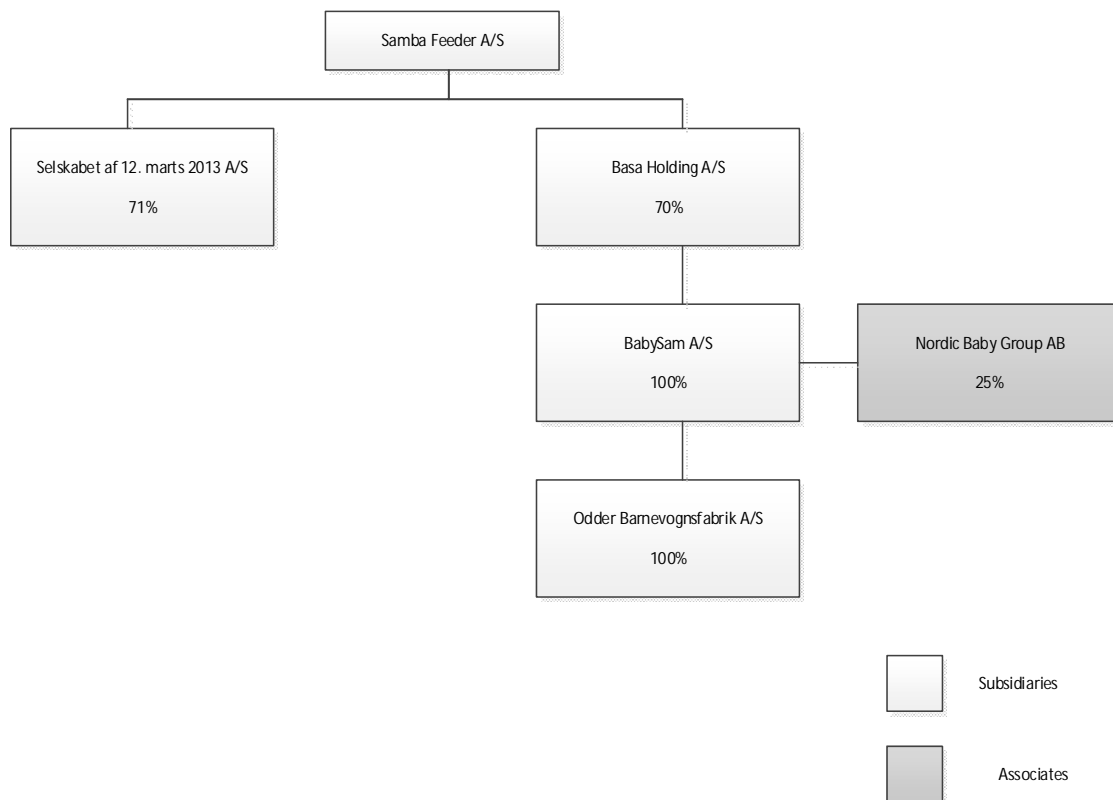 Samba Feeder A/S
Selskabet af 12. marts 2013 A/S
71%
Basa Holding A/S
70%
BabySam A/S
100%
Nordic Baby Group AB
25%
Odder Barnevognsfabrik A/S
100%
Subsidiaries
Associates